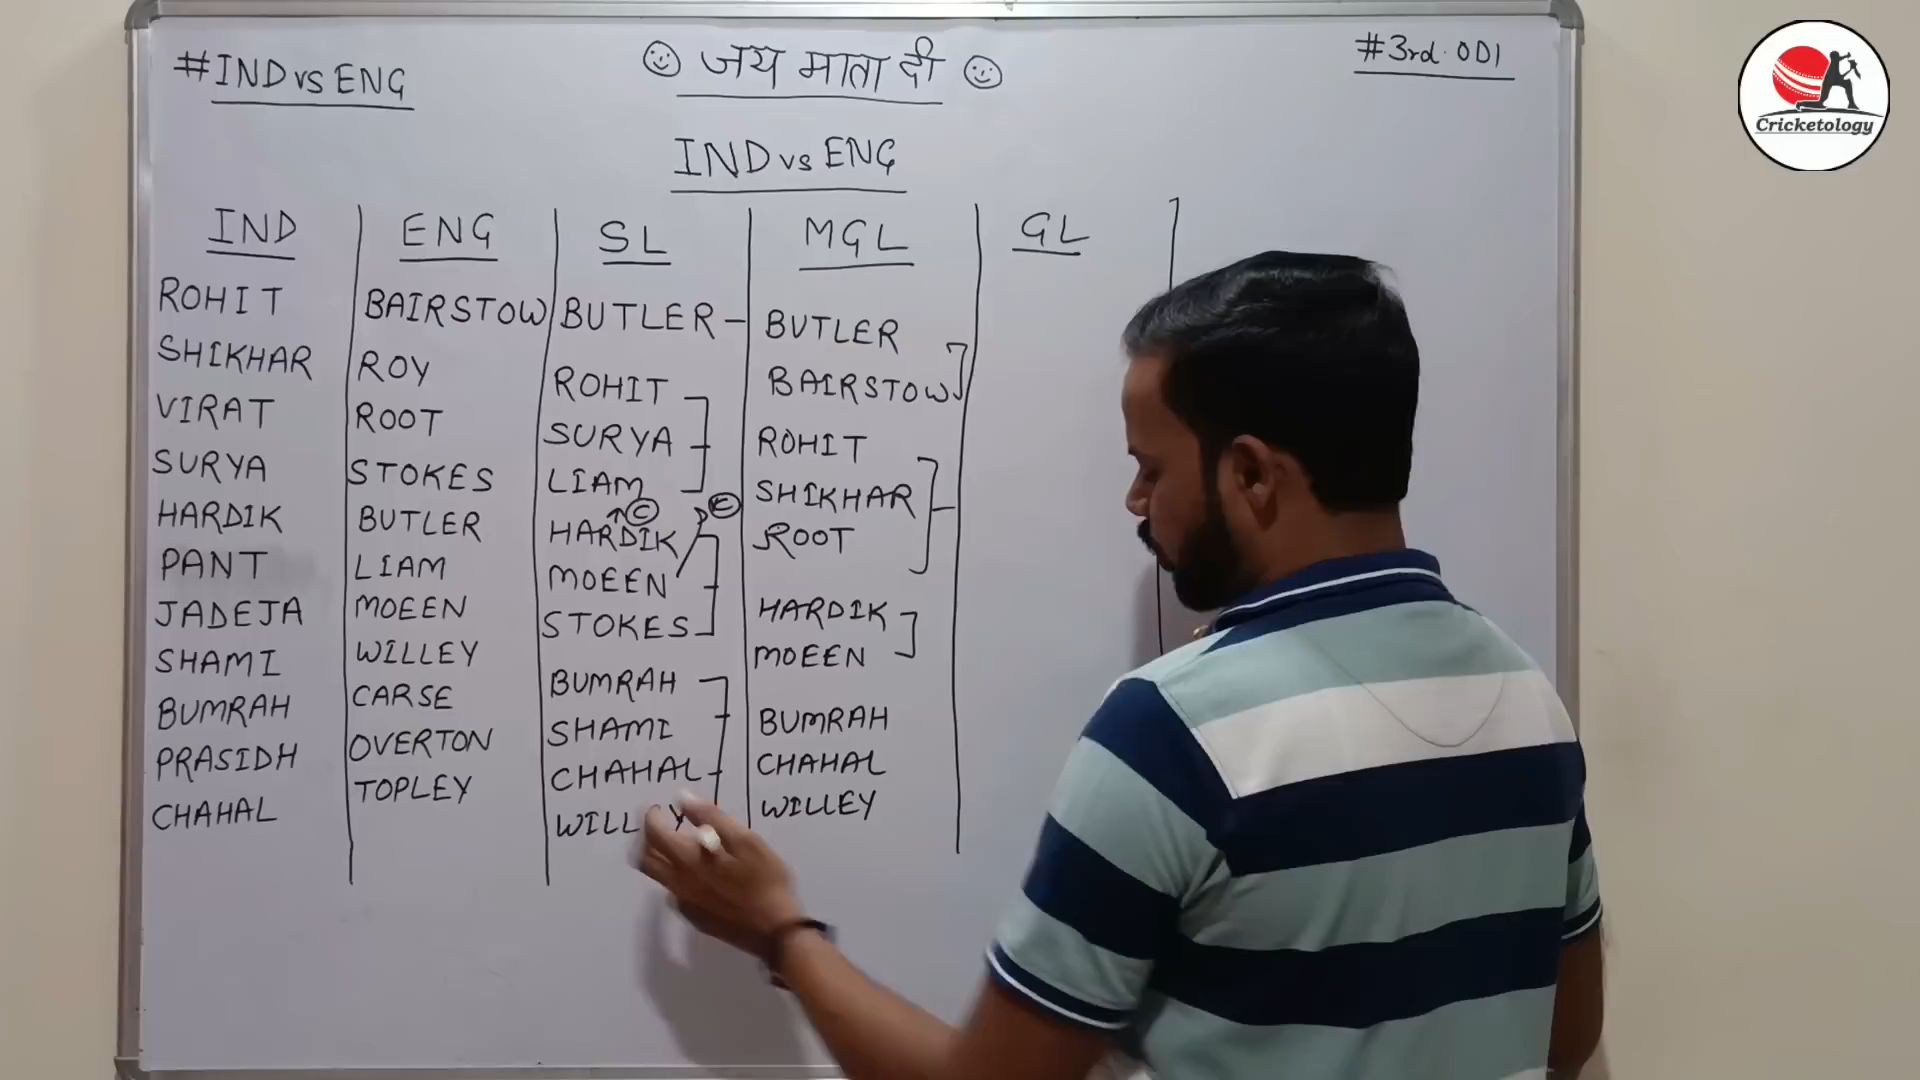 #IND vs ENG
जय माता दी
#3rd ODI
Cricketology
IND vs ENG
IND
ROHIT
SHIKHAR
VIRAT
SURYA
HARDIK
PANT
JADEJA
SHAMI
BUMRAH
PRASIDH
CHAHAL
ENG
BAIRSTOW
ROY
ROOT
STOKES
BUTLER
LIAM
MOEEN
WILLEY
CARSE
OVERTON
TOPLEY
SL
BUTLER
ROHIT
SURYA
LIAM
C
HARDIK
MOEEN
STOKES
BUMRAH
SHAMI
CHAHAL
WILLEY
MGL
BUTLER
BAIRSTOW
ROHIT
SHIKHAR
ROOT
HARDIK
MOEEN
BUMRAH
CHAHAL
WILLEY
GL